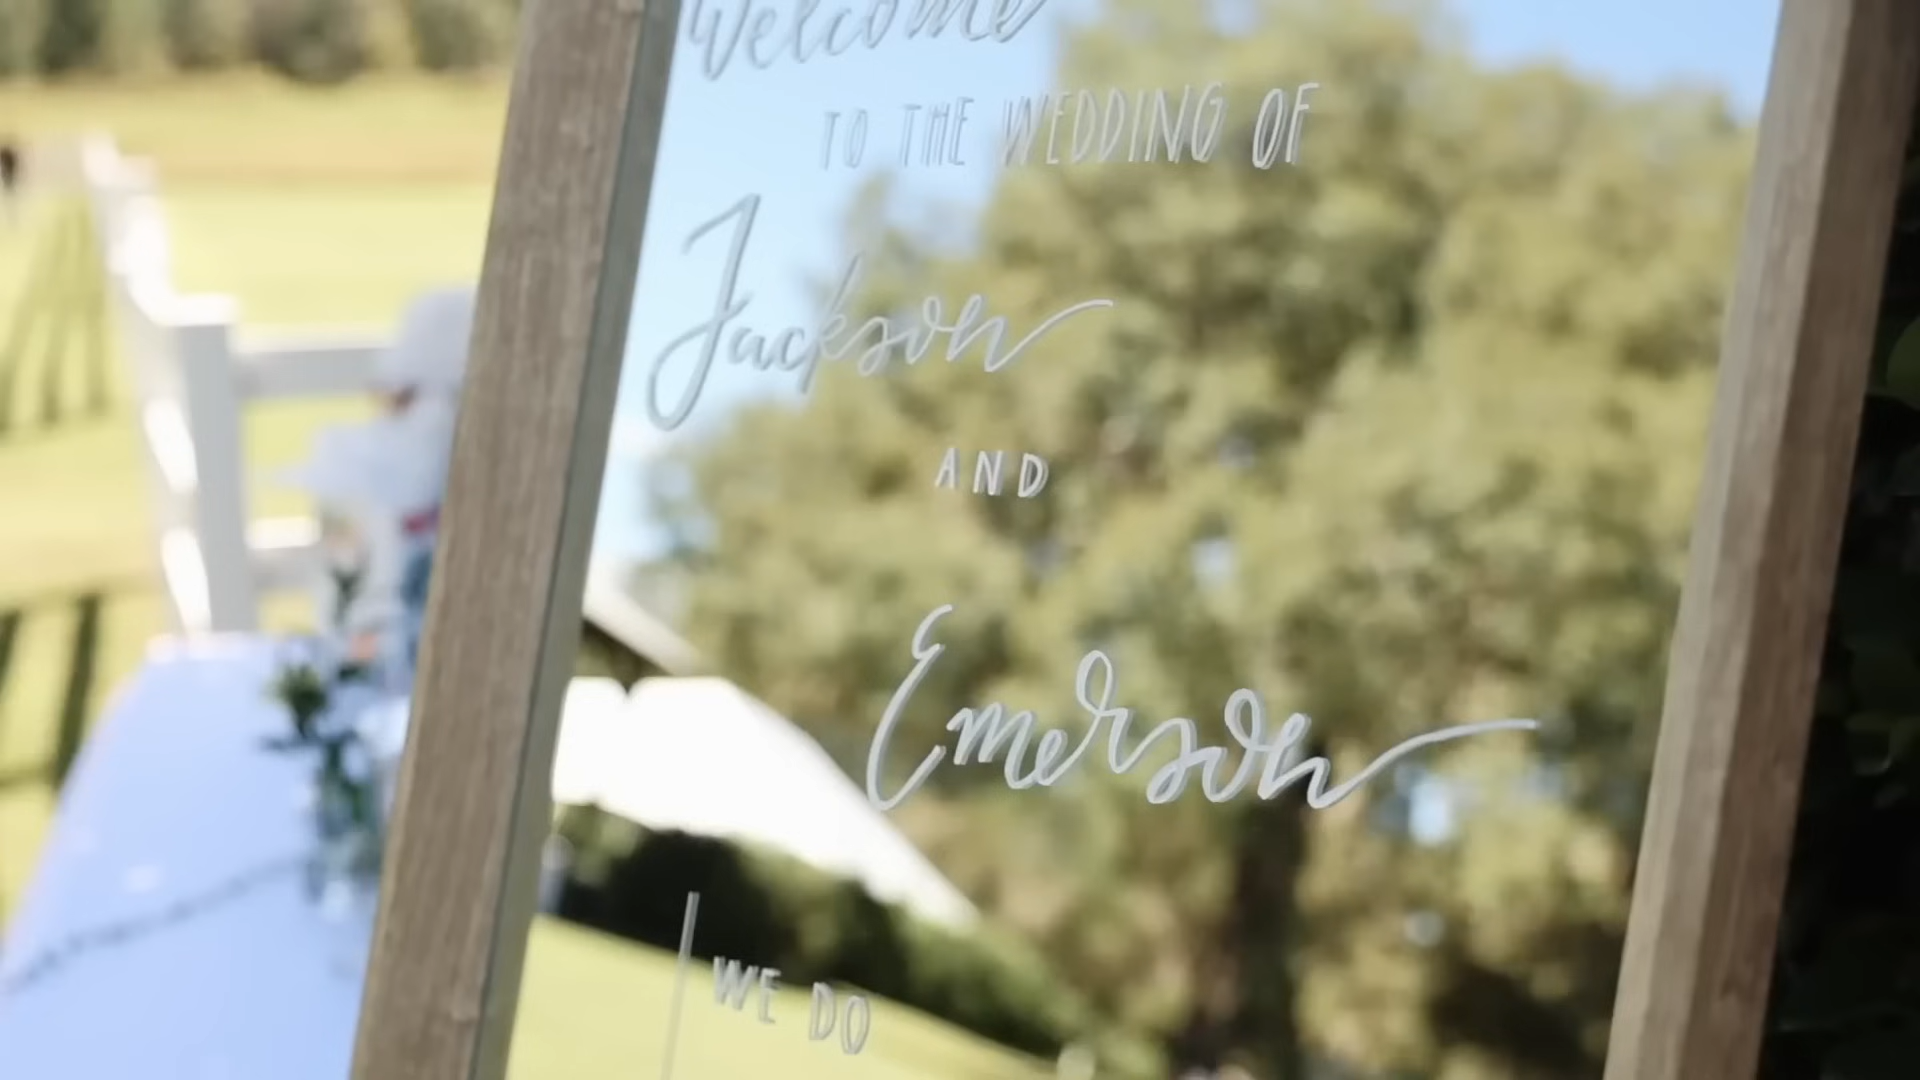 Welcome
TO THE WEDDING OF
Jackson
AND
Emerson
WE DO